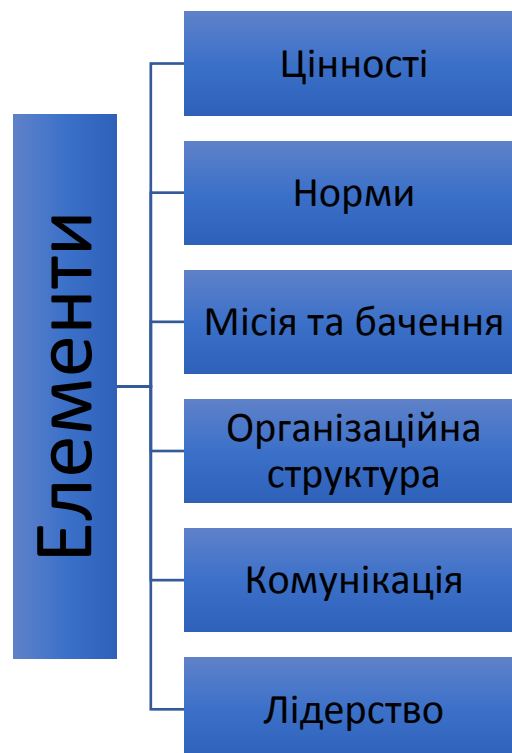 Елементи
Цінності
Норми
Місія та бачення
Організаційна
структура
Комунікація
Лідерство